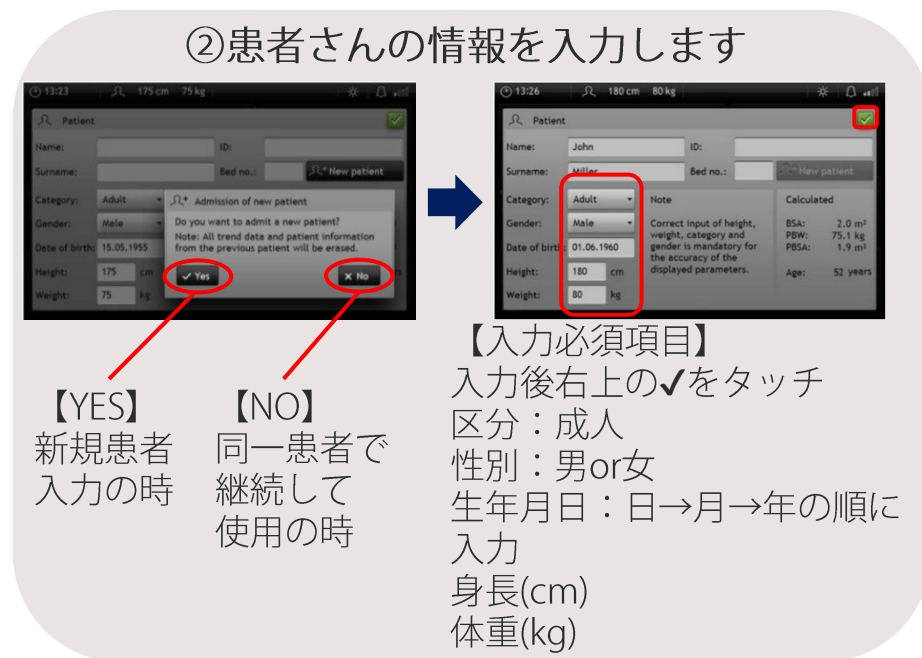 ②患者さんの情報を入力します
13:23 175 cm 75 kg
Patient
Name: ID:
Surname: Bed no.: New patient
Category: Adult
Gender: Male
Date of birth: 15.05.1955
Height: 175 cm
Weight: 75 kg
Admission of new patient
Do you want to admit a new patient?
Note: All trend data and patient information
from the previous patient will be erased.
✓ Yes × No
13:26 180 cm 80 kg
Patient
Name: John ID:
Surname: Miller Bed no.: New patient
Category: Adult
Gender: Male
Date of birth: 01.06.1960
Height: 180 cm
Weight: 80 kg
Note
Correct input of height,
weight, category and
gender is mandatory for
the accuracy of the
displayed parameters.
Calculated
BSA: 2.0 m²
PBW: 75.1 kg
PBSA: 1.9 m²
Age: 52 years
【YES】
新規患者
入力の時
【NO】
同一患者で
継続して
使用の時
【入力必須項目】
入力後右上の✔をタッチ
区分：成人
性別：男or女
生年月日：日→月→年の順に
入力
身長(cm)
体重(kg)